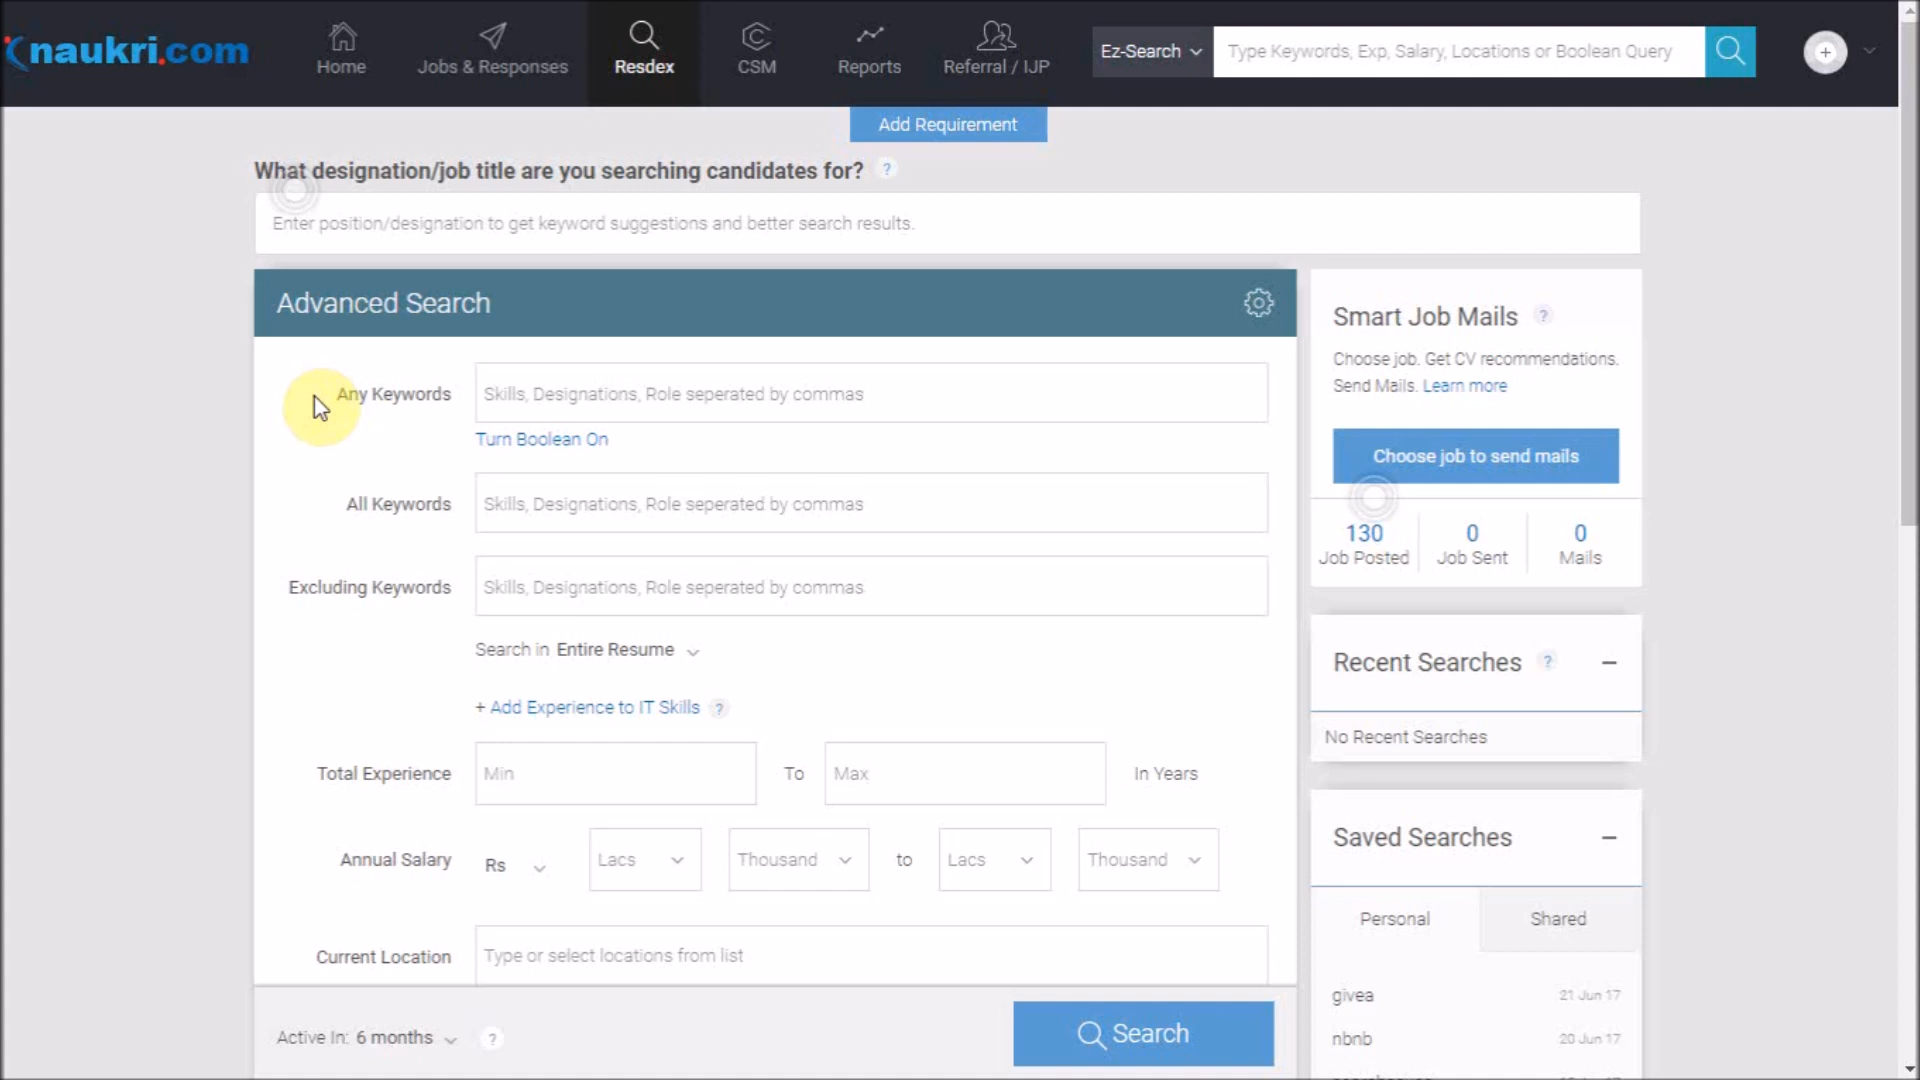 naukri.com
Home
Jobs & Responses
Resdex
CSM
Reports
Referral / IJP
Ez-Search
Type Keywords, Exp, Salary, Locations or Boolean Query
Add Requirement
What designation/job title are you searching candidates for? ?
Enter position/designation to get keyword suggestions and better search results.
Advanced Search
Any Keywords
Skills, Designations, Role seperated by commas
Turn Boolean On
All Keywords
Skills, Designations, Role seperated by commas
Excluding Keywords
Skills, Designations, Role seperated by commas
Search in Entire Resume
+ Add Experience to IT Skills ?
Total Experience
Min
To
Max
In Years
Annual Salary
Rs
Lacs
Thousand
to
Lacs
Thousand
Current Location
Type or select locations from list
Active In: 6 months ?
Search
Smart Job Mails ?
Choose job. Get CV recommendations.
Send Mails. Learn more
Choose job to send mails
130
Job Posted
0
Job Sent
0
Mails
Recent Searches ?
No Recent Searches
Saved Searches
Personal
Shared
givea 21 Jun 17
nbnb 20 Jun 17